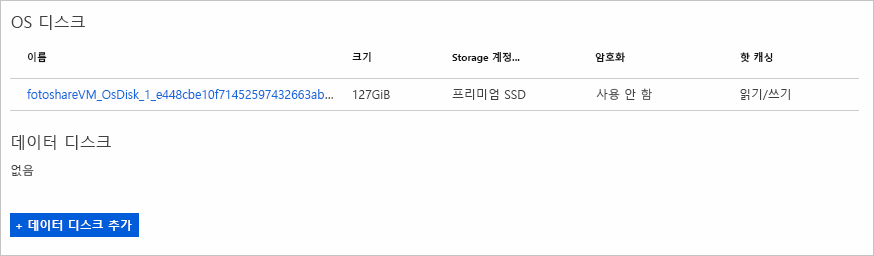 OS 디스크
이름 크기 Storage 계정... 암호화 핫 캐싱
fotoshareVM_OsDisk_1_e448cbe10f71452597432663ab... 127GiB 프리미엄 SSD 사용 안 함 읽기/쓰기
데이터 디스크
없음
+ 데이터 디스크 추가